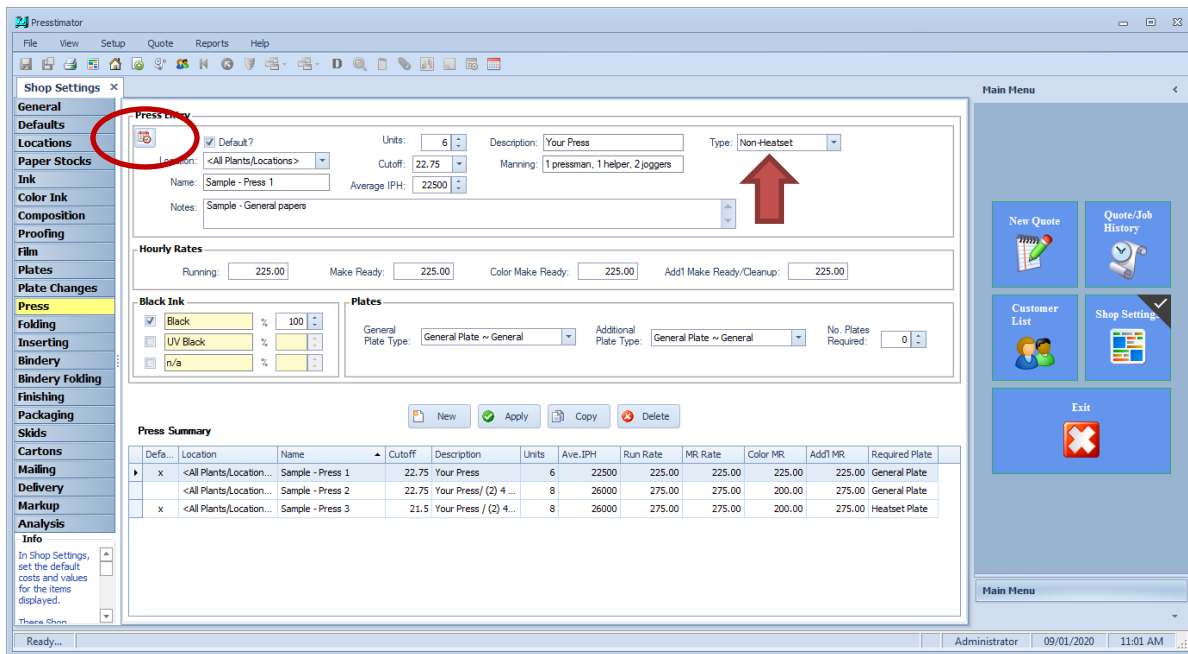 Presstimator
File View Setup Quote Reports Help
Shop Settings
General
Defaults
Locations
Paper Stocks
Ink
Color Ink
Composition
Proofing
Film
Plates
Plate Changes
Press
Folding
Inserting
Bindery
Bindery Folding
Finishing
Packaging
Skids
Cartons
Mailing
Delivery
Markup
Analysis
Info
In Shop Settings,
set the default
costs and values
for the items
displayed.
These Shop
Press Entry
Default? Units: 6 Description: Your Press Type: Non-Heatset
Location: <All Plants/Locations> Cutoff: 22.75 Manning: 1 pressman, 1 helper, 2 joggers
Name: Sample - Press 1 Average IPH: 22500
Notes: Sample - General papers
Hourly Rates
Running: 225.00 Make Ready: 225.00 Color Make Ready: 225.00 Add'l Make Ready/Cleanup: 225.00
Black Ink
Black % 100
UV Black %
n/a %
Plates
General Plate Type: General Plate ~ General Additional Plate Type: General Plate ~ General No. Plates Required: 0
New Apply Copy Delete
Press Summary
Defa... Location Name Cutoff Description Units Ave.IPH Run Rate MR Rate Color MR Add'l MR Required Plate
x <All Plants/Location... Sample - Press 1 22.75 Your Press 6 22500 225.00 225.00 225.00 225.00 General Plate
<All Plants/Location... Sample - Press 2 22.75 Your Press/ (2) 4 ... 8 26000 275.00 275.00 200.00 275.00 General Plate
x <All Plants/Location... Sample - Press 3 21.5 Your Press / (2) 4... 8 26000 275.00 275.00 200.00 275.00 Heatset Plate
Main Menu
New Quote
Quote/Job
History
Customer
List
Shop Setting
Exit
Main Menu
Ready... Administrator 09/01/2020 11:01 AM